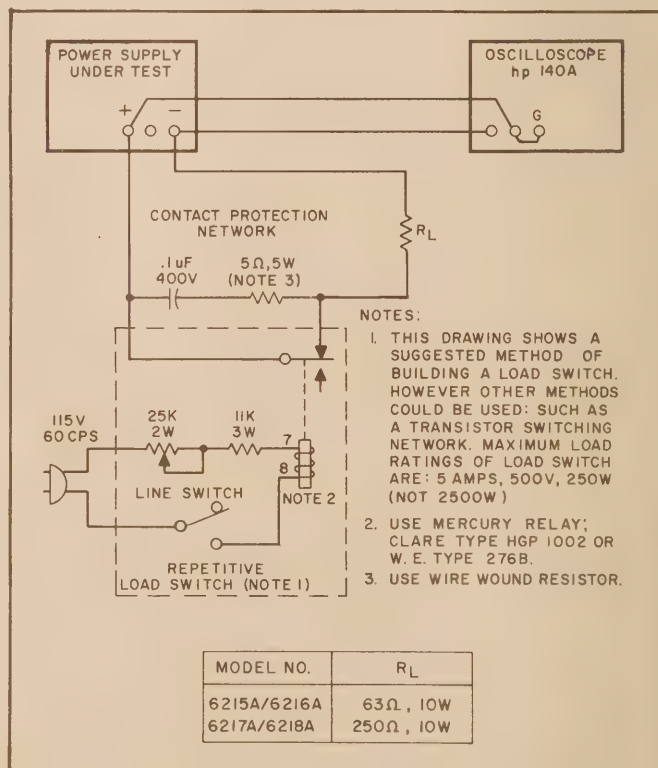 POWER SUPPLY
UNDER TEST
+ −
OSCILLOSCOPE
hp 140A
G
CONTACT PROTECTION
NETWORK
.1uF
400V
5Ω,5W
(NOTE 3)
RL
NOTES:
1. THIS DRAWING SHOWS A
SUGGESTED METHOD OF
BUILDING A LOAD SWITCH.
HOWEVER OTHER METHODS
COULD BE USED: SUCH AS
A TRANSISTOR SWITCHING
NETWORK. MAXIMUM LOAD
RATINGS OF LOAD SWITCH
ARE: 5 AMPS, 500V, 250W
(NOT 2500W)
2. USE MERCURY RELAY;
CLARE TYPE HGP 1002 OR
W. E. TYPE 276B.
3. USE WIRE WOUND RESISTOR.
115V
60CPS
25K
2W
11K
3W
7
8
NOTE 2
LINE SWITCH
REPETITIVE
LOAD SWITCH (NOTE 1)
MODEL NO. RL
6215A/6216A 63Ω, 10W
6217A/6218A 250Ω, 10W